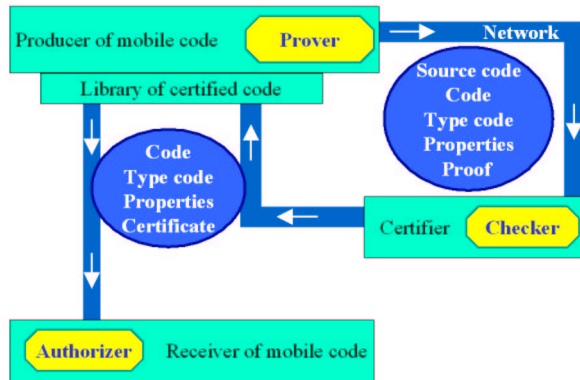 Producer of mobile code
Prover
Network
Library of certified code
Source code
Code
Type code
Properties
Proof
Code
Type code
Properties
Certificate
Certifier
Checker
Authorizer
Receiver of mobile code